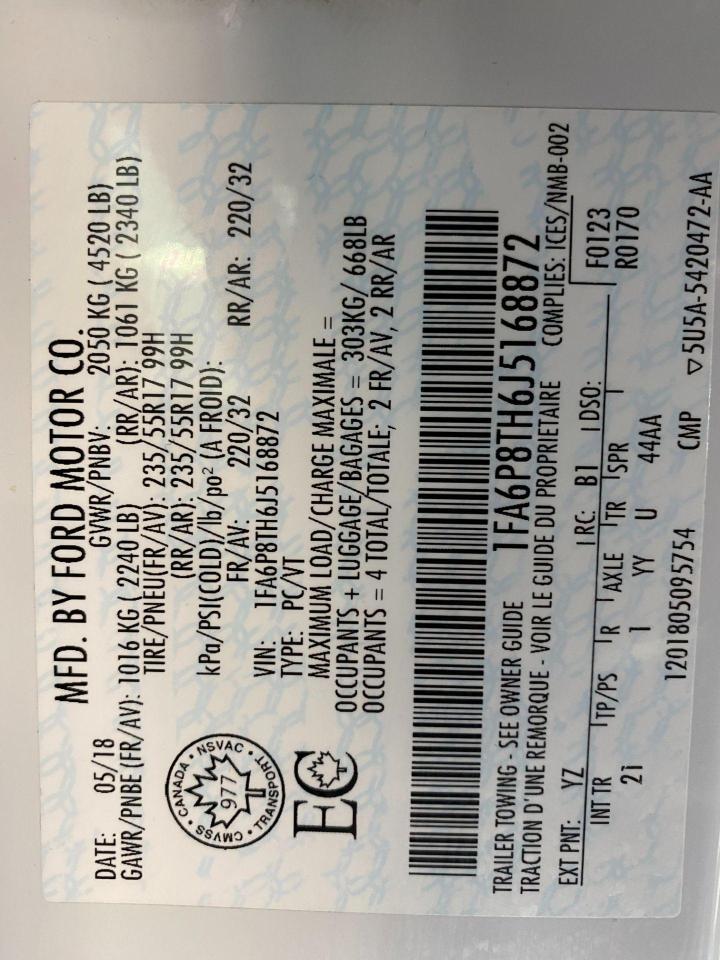 MFD. BY FORD MOTOR CO.
DATE: 05/18 GVWR/PNBV: 2050 KG ( 4520 LB)
GAWR/PNBE (FR/AV): 1016 KG ( 2240 LB) (RR/AR): 1061 KG ( 2340 LB)
TIRE/PNEU(FR/AV): 235/55R17 99H
(RR/AR): 235/55R17 99H
kPa/PSI(COLD)/lb/po² (A FROID):
FR/AV: 220/32 RR/AR: 220/32
VIN: 1FA6P8TH6J5168872
TYPE: PC/VT
MAXIMUM LOAD/CHARGE MAXIMALE =
OCCUPANTS + LUGGAGE/BAGAGES = 303KG/ 668LB
OCCUPANTS = 4 TOTAL/TOTALE; 2 FR/AV, 2 RR/AR
CANADA • NSVAC • TRANSPORT • CMVSS
977
EC
1FA6P8TH6J5168872
TRAILER TOWING - SEE OWNER GUIDE
TRACTION D'UNE REMORQUE - VOIR LE GUIDE DU PROPRIETAIRE COMPLIES: ICES/NMB-002
EXT PNT: YZ RC: B1 DSO: F0123
INT TR TP/PS R AXLE TR SPR R0170
2I 1 YY U 44AA
1201805095754 CMP ▽5U5A-5420472-AA